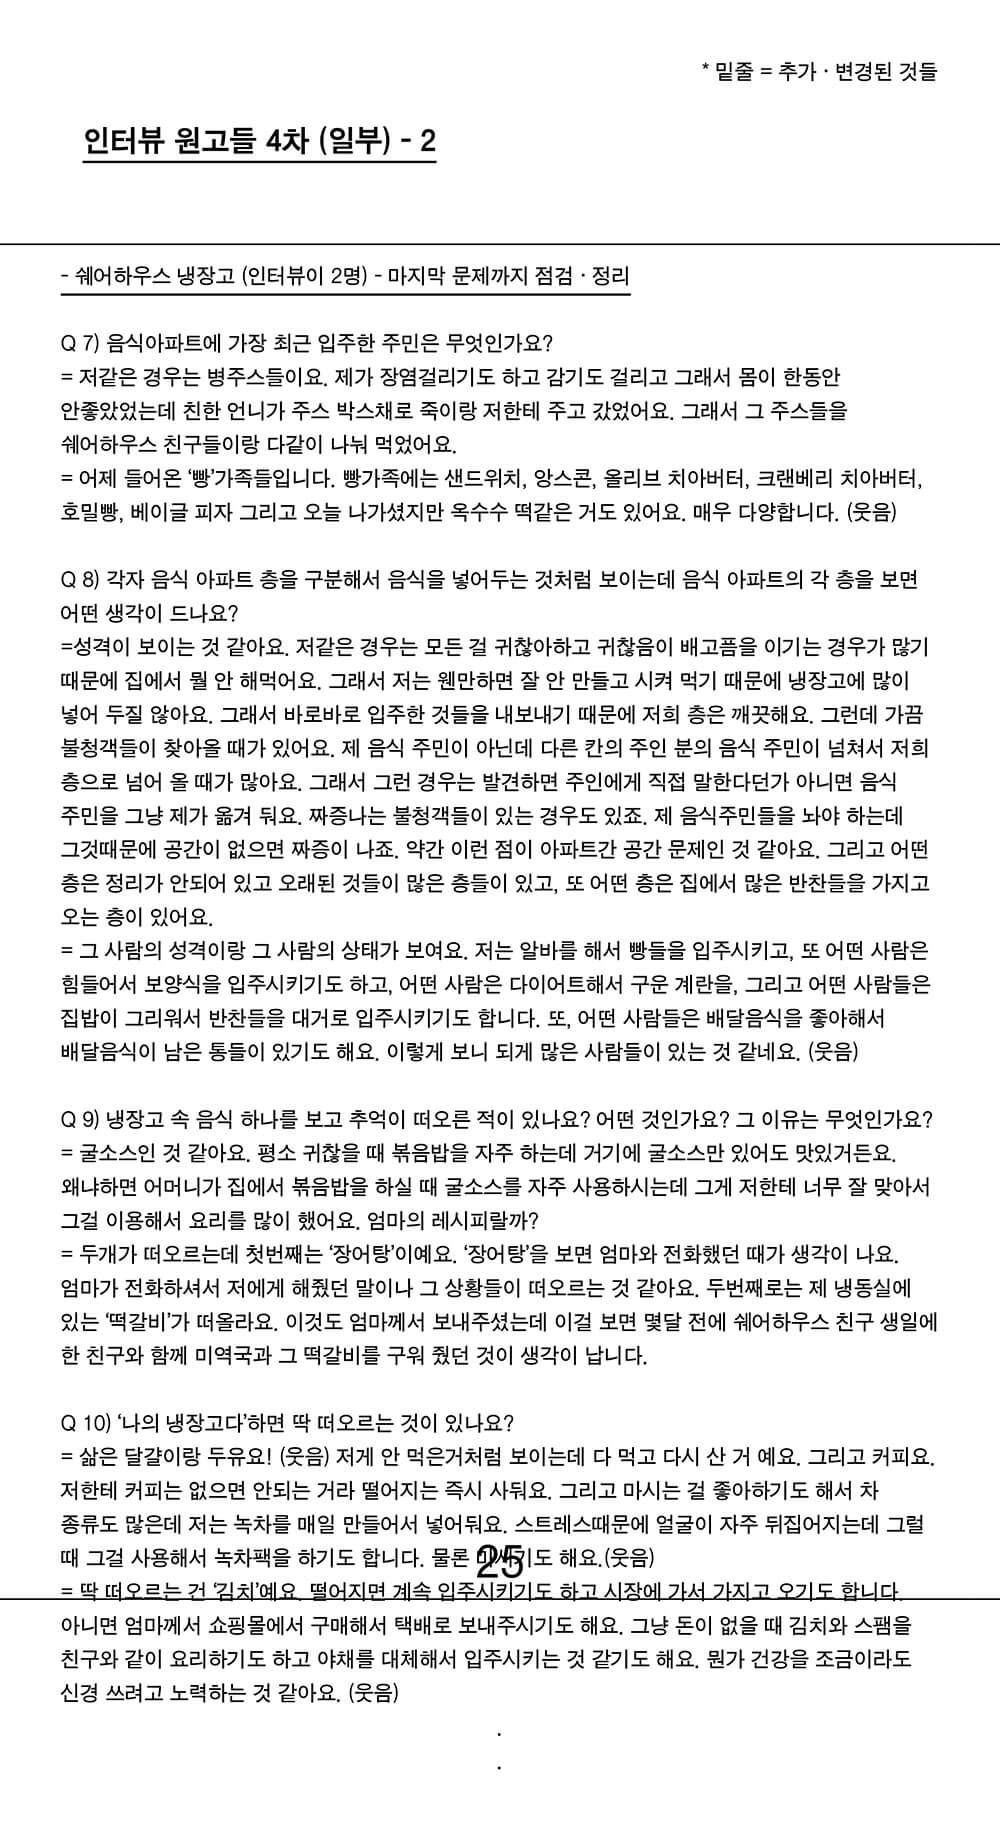 * 밑줄 = 추가 · 변경된 것들
인터뷰 원고들 4차 (일부) - 2
- 쉐어하우스 냉장고 (인터뷰이 2명) - 마지막 문제까지 점검 · 정리
Q 7) 음식아파트에 가장 최근 입주한 주민은 무엇인가요?
= 저같은 경우는 병주스들이요. 제가 장염걸리기도 하고 감기도 걸리고 그래서 몸이 한동안
안좋았었는데 친한 언니가 주스 박스채로 죽이랑 저한테 주고 갔었어요. 그래서 그 주스들을
쉐어하우스 친구들이랑 다같이 나눠 먹었어요.
= 어제 들어온 ‘빵’가족들입니다. 빵가족에는 샌드위치, 앙스콘, 올리브 치아버터, 크랜베리 치아버터,
호밀빵, 베이글 피자 그리고 오늘 나가셨지만 옥수수 떡같은 거도 있어요. 매우 다양합니다. (웃음)
Q 8) 각자 음식 아파트 층을 구분해서 음식을 넣어두는 것처럼 보이는데 음식 아파트의 각 층을 보면
어떤 생각이 드나요?
=성격이 보이는 것 같아요. 저같은 경우는 모든 걸 귀찮아하고 귀찮음이 배고픔을 이기는 경우가 많기
때문에 집에서 뭘 안 해먹어요. 그래서 저는 웬만하면 잘 안 만들고 시켜 먹기 때문에 냉장고에 많이
넣어 두질 않아요. 그래서 바로바로 입주한 것들을 내보내기 때문에 저희 층은 깨끗해요. 그런데 가끔
불청객들이 찾아올 때가 있어요. 제 음식 주민이 아닌데 다른 칸의 주인 분의 음식 주민이 넘쳐서 저희
층으로 넘어 올 때가 많아요. 그래서 그런 경우는 발견하면 주인에게 직접 말한다던가 아니면 음식
주민을 그냥 제가 옮겨 둬요. 짜증나는 불청객들이 있는 경우도 있죠. 제 음식주민들을 놔야 하는데
그것때문에 공간이 없으면 짜증이 나죠. 약간 이런 점이 아파트간 공간 문제인 것 같아요. 그리고 어떤
층은 정리가 안되어 있고 오래된 것들이 많은 층들이 있고, 또 어떤 층은 집에서 많은 반찬들을 가지고
오는 층이 있어요.
= 그 사람의 성격이랑 그 사람의 상태가 보여요. 저는 알바를 해서 빵들을 입주시키고, 또 어떤 사람은
힘들어서 보양식을 입주시키기도 하고, 어떤 사람은 다이어트해서 구운 계란을, 그리고 어떤 사람들은
집밥이 그리워서 반찬들을 대거로 입주시키기도 합니다. 또, 어떤 사람들은 배달음식을 좋아해서
배달음식이 남은 통들이 있기도 해요. 이렇게 보니 되게 많은 사람들이 있는 것 같네요. (웃음)
Q 9) 냉장고 속 음식 하나를 보고 추억이 떠오른 적이 있나요? 어떤 것인가요? 그 이유는 무엇인가요?
= 굴소스인 것 같아요. 평소 귀찮을 때 볶음밥을 자주 하는데 거기에 굴소스만 있어도 맛있거든요.
왜냐하면 어머니가 집에서 볶음밥을 하실 때 굴소스를 자주 사용하시는데 그게 저한테 너무 잘 맞아서
그걸 이용해서 요리를 많이 했어요. 엄마의 레시피랄까?
= 두개가 떠오르는데 첫번째는 ‘장어탕’이예요. ‘장어탕’을 보면 엄마와 전화했던 때가 생각이 나요.
엄마가 전화하셔서 저에게 해줬던 말이나 그 상황들이 떠오르는 것 같아요. 두번째로는 제 냉동실에
있는 ‘떡갈비’가 떠올라요. 이것도 엄마께서 보내주셨는데 이걸 보면 몇달 전에 쉐어하우스 친구 생일에
한 친구와 함께 미역국과 그 떡갈비를 구워 줬던 것이 생각이 납니다.
Q 10) ‘나의 냉장고다’하면 딱 떠오르는 것이 있나요?
= 삶은 달걀이랑 두유요! (웃음) 저게 안 먹은거처럼 보이는데 다 먹고 다시 산 거 예요. 그리고 커피요.
저한테 커피는 없으면 안되는 거라 떨어지는 즉시 사둬요. 그리고 마시는 걸 좋아하기도 해서 차
종류도 많은데 저는 녹차를 매일 만들어서 넣어둬요. 스트레스때문에 얼굴이 자주 뒤집어지는데 그럴
때 그걸 사용해서 녹차팩을 하기도 합니다. 물론 마시기도 해요.(웃음)
25
= 딱 떠오르는 건 ‘김치’예요. 떨어지면 계속 입주시키기도 하고 시장에 가서 가지고 오기도 합니다.
아니면 엄마께서 쇼핑몰에서 구매해서 택배로 보내주시기도 해요. 그냥 돈이 없을 때 김치와 스팸을
친구와 같이 요리하기도 하고 야채를 대체해서 입주시키는 것 같기도 해요. 뭔가 건강을 조금이라도
신경 쓰려고 노력하는 것 같아요. (웃음)
.
.